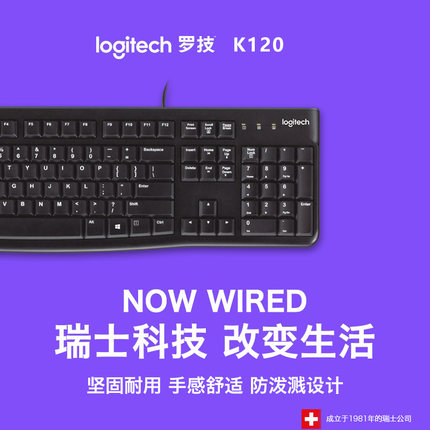 logitech 罗技 K120
logitech
NOW WIRED
瑞士科技 改变生活
坚固耐用 手感舒适 防泼溅设计
成立于1981年的瑞士公司